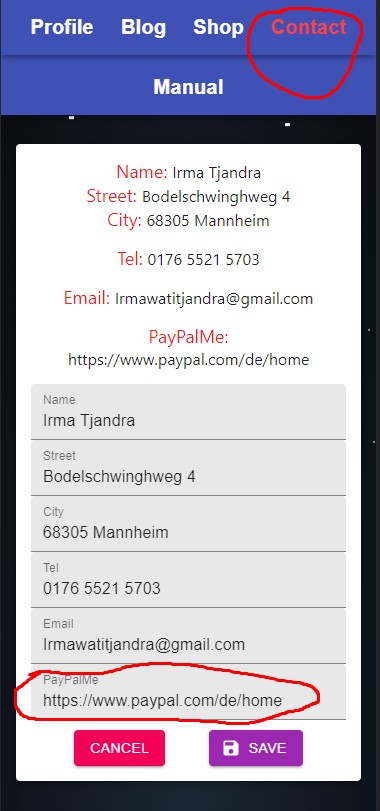 Profile Blog Shop Contact
Manual
Name: Irma Tjandra
Street: Bodelschwinghweg 4
City: 68305 Mannheim
Tel: 0176 5521 5703
Email: Irmawatitjandra@gmail.com
PayPalMe:
https://www.paypal.com/de/home
Name
Irma Tjandra
Street
Bodelschwinghweg 4
City
68305 Mannheim
Tel
0176 5521 5703
Email
Irmawatitjandra@gmail.com
PayPalMe
https://www.paypal.com/de/home
CANCEL SAVE